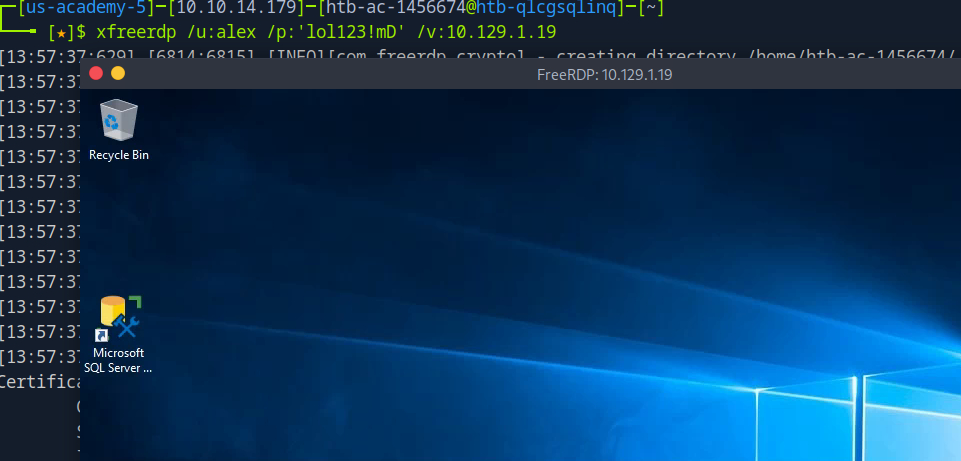 [us-academy-5]-[10.10.14.179]-[htb-ac-1456674@htb-qlcgsqlinq]-[~]
[★]$ xfreerdp /u:alex /p:'lol123!mD' /v:10.129.1.19
[13:57:37:629] [6814:6815] [INFO][com.freerdp.crypto] - creating directory /home/htb-ac-1456674/
FreeRDP: 10.129.1.19
[13:57:37
[13:57:37
[13:57:37
[13:57:37
Recycle Bin
[13:57:37
[13:57:37
[13:57:37
[13:57:37
[13:57:37
[13:57:37
[13:57:37
[13:57:37
Microsoft
SQL Server ...
Certifica